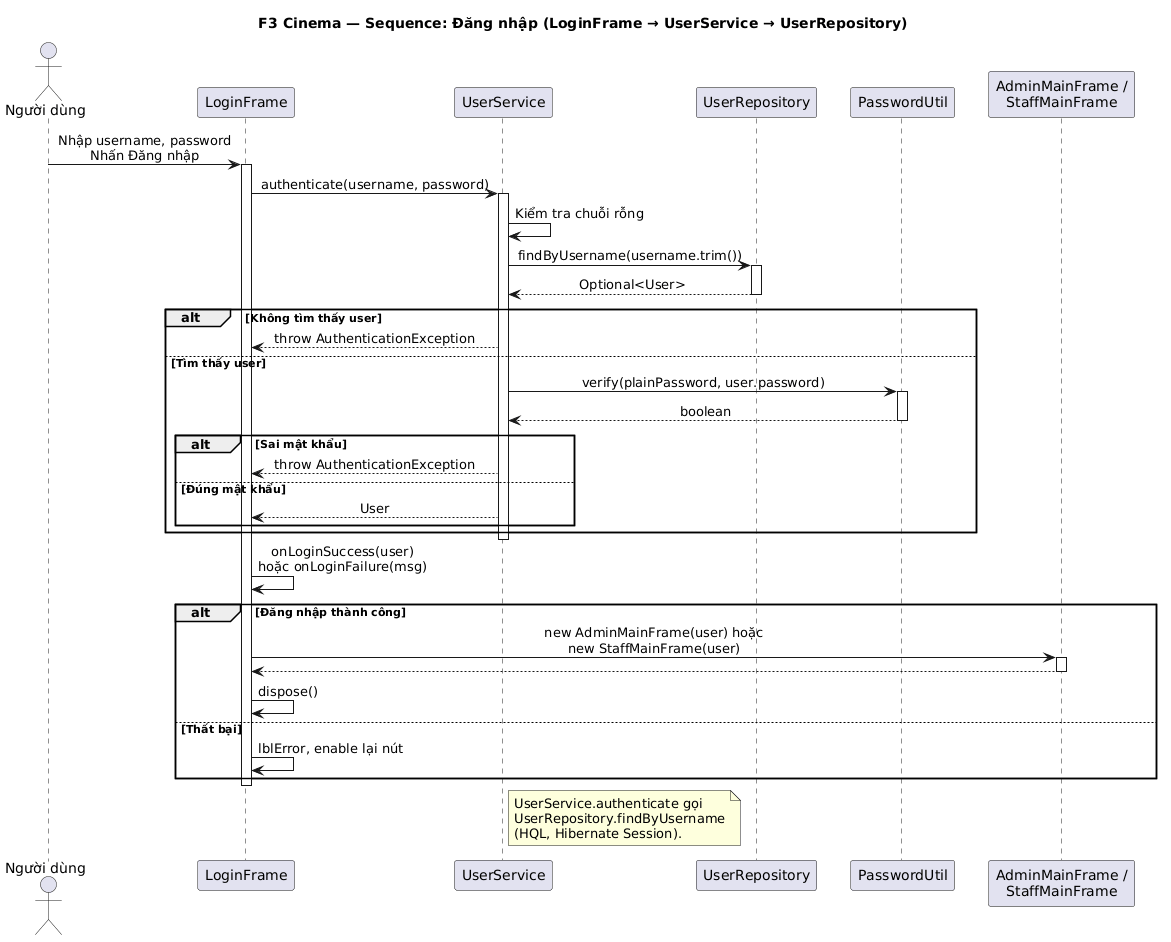 F3 Cinema — Sequence: Đăng nhập (LoginFrame → UserService → UserRepository)
Người dùng
LoginFrame
UserService
UserRepository
PasswordUtil
AdminMainFrame /
StaffMainFrame
Nhập username, password
Nhấn Đăng nhập
authenticate(username, password)
Kiểm tra chuỗi rỗng
findByUsername(username.trim())
Optional<User>
alt
[Không tìm thấy user]
throw AuthenticationException
[Tìm thấy user]
verify(plainPassword, user.password)
boolean
alt
[Sai mật khẩu]
throw AuthenticationException
[Đúng mật khẩu]
User
onLoginSuccess(user)
hoặc onLoginFailure(msg)
alt
[Đăng nhập thành công]
new AdminMainFrame(user) hoặc
new StaffMainFrame(user)
dispose()
[Thất bại]
lblError, enable lại nút
UserService.authenticate gọi
UserRepository.findByUsername
(HQL, Hibernate Session).
Người dùng
LoginFrame
UserService
UserRepository
PasswordUtil
AdminMainFrame /
StaffMainFrame